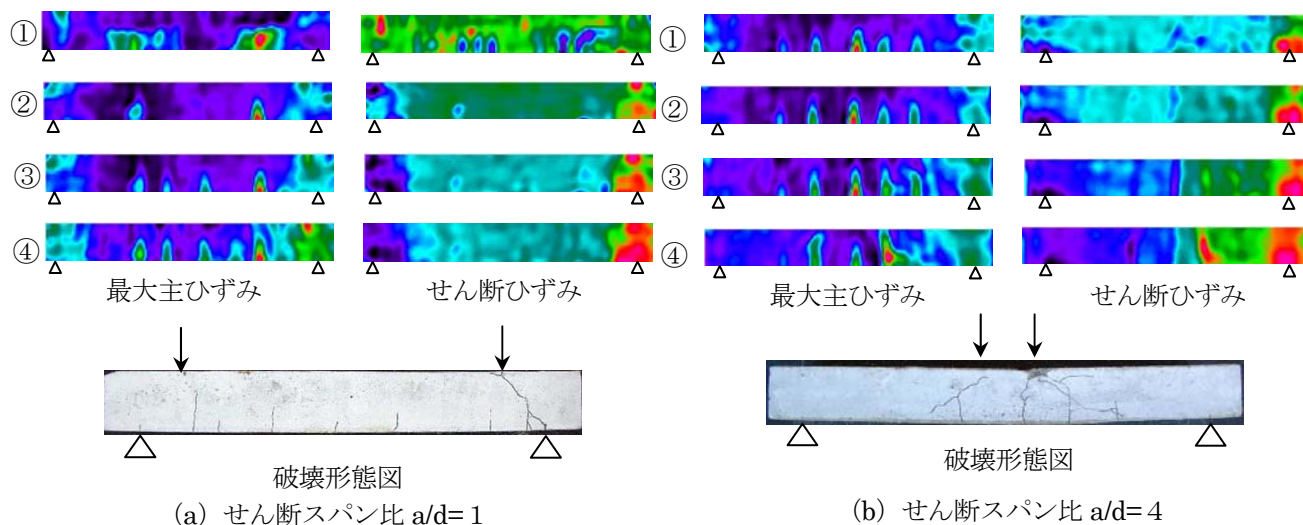 ①
②
③
④
最大主ひずみ せん断ひずみ
破壊形態図
(a) せん断スパン比 a/d= 1
①
②
③
④
最大主ひずみ せん断ひずみ
破壊形態図
(b) せん断スパン比 a/d= 4